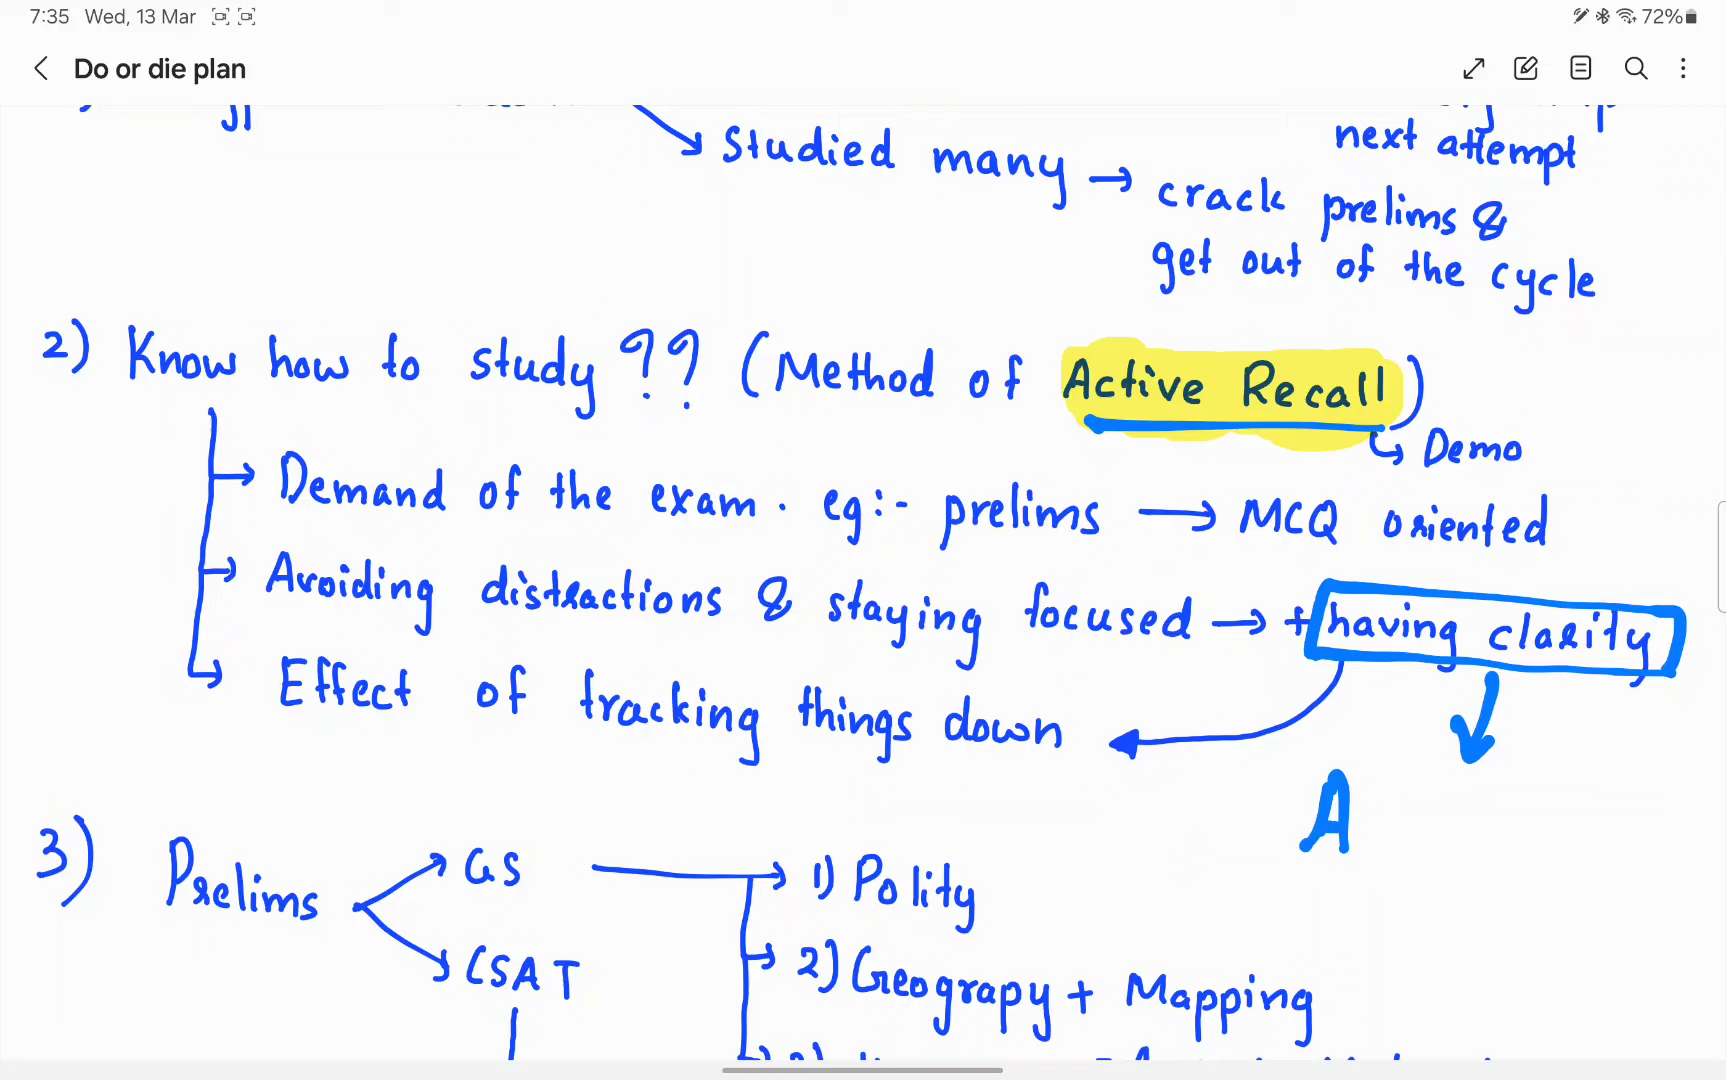 7:35 Wed, 13 Mar 72%
Do or die plan
next attempt
Studied many → crack prelims &
get out of the cycle
2) Know how to study ?? (Method of Active Recall)
Demo
→ Demand of the exam. eg:- prelims → MCQ oriented
→ Avoiding distractions & staying focused → + having clarity
→ Effect of tracking things down
A
3) Prelims GS → 1) Polity
CSAT → 2) Geograpy + Mapping